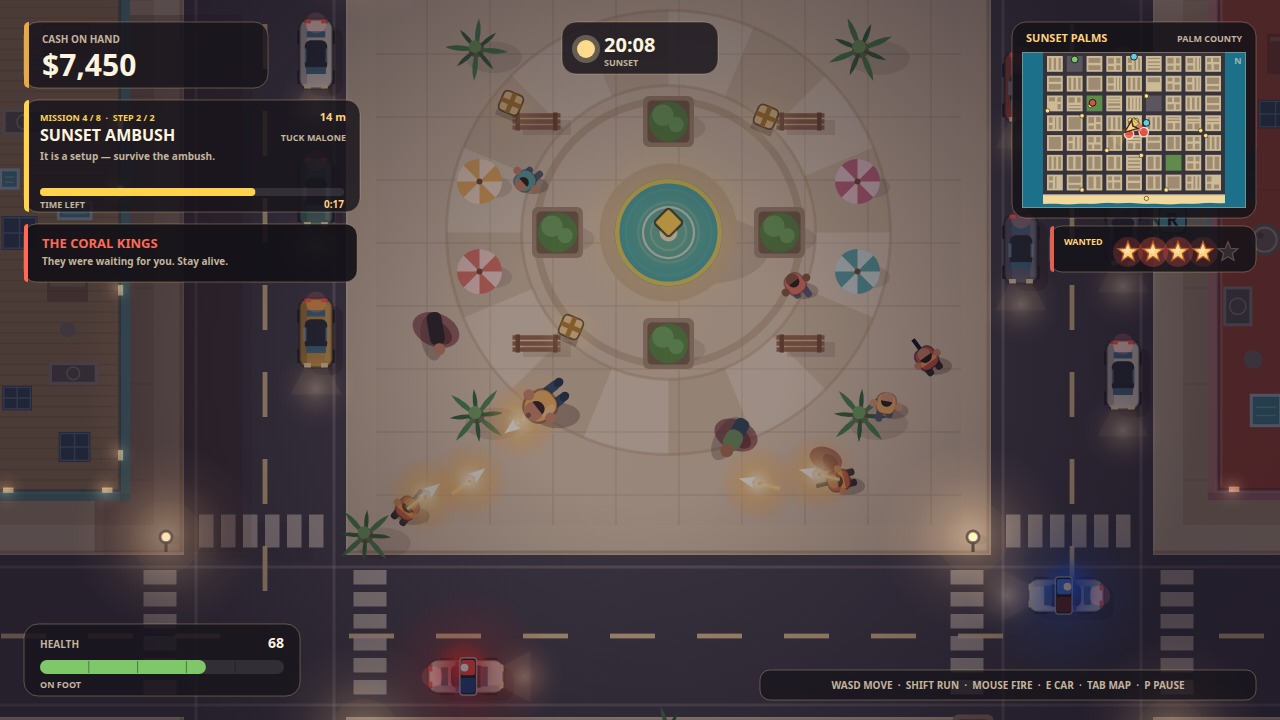 CASH ON HAND
$7,450
MISSION 4 / 8 · STEP 2 / 2
14 m
SUNSET AMBUSH
TUCK MALONE
It is a setup — survive the ambush.
TIME LEFT
0:17
THE CORAL KINGS
They were waiting for you. Stay alive.
20:08
SUNSET
SUNSET PALMS
PALM COUNTY
N
WANTED
HEALTH
68
ON FOOT
WASD MOVE · SHIFT RUN · MOUSE FIRE · E CAR · TAB MAP · P PAUSE